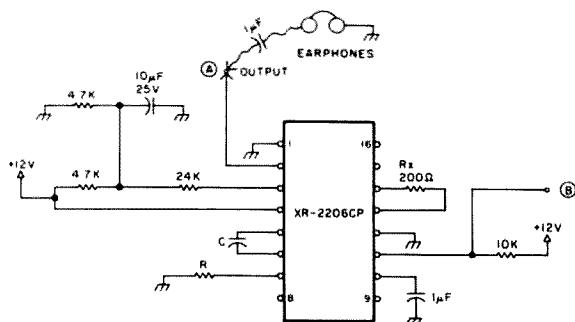 1µF
EARPHONES
A OUTPUT
10µF
25V
4.7K
+12V
4.7K
24K
1
16
Rx
200Ω
XR-2206CP
B
+12V
10K
C
R
8
9
1µF